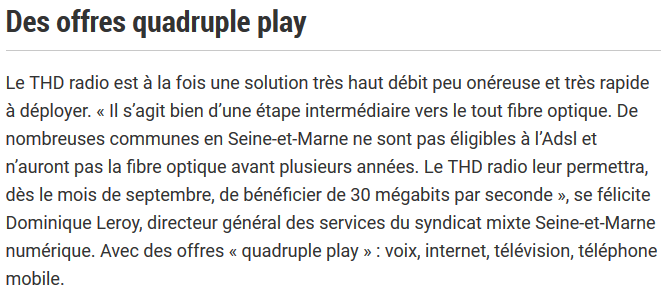 Des offres quadruple play
Le THD radio est à la fois une solution très haut débit peu onéreuse et très rapide
à déployer. « Il s’agit bien d’une étape intermédiaire vers le tout fibre optique. De
nombreuses communes en Seine-et-Marne ne sont pas éligibles à l’Adsl et
n’auront pas la fibre optique avant plusieurs années. Le THD radio leur permettra,
dès le mois de septembre, de bénéficier de 30 mégabits par seconde », se félicite
Dominique Leroy, directeur général des services du syndicat mixte Seine-et-Marne
numérique. Avec des offres « quadruple play » : voix, internet, télévision, téléphone
mobile.